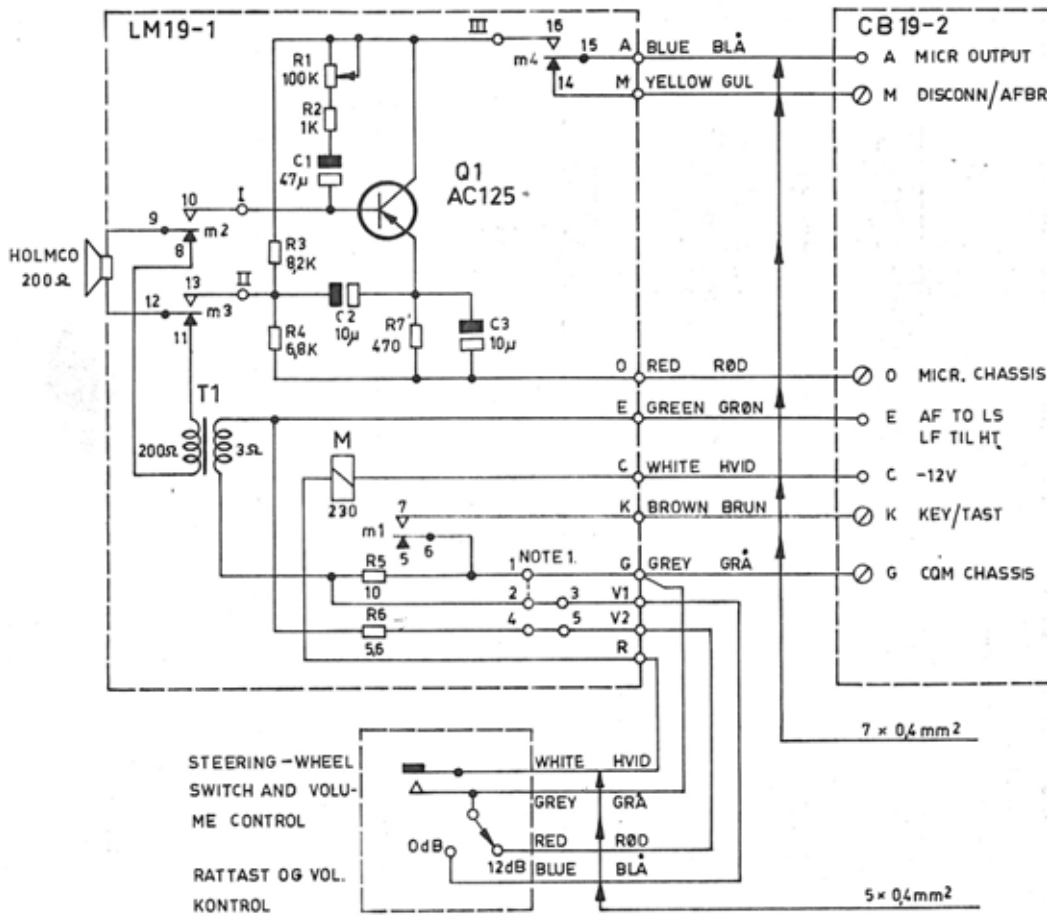 LM19-1
CB 19-2
III
16
15
14
m4
A BLUE BLÅ
M YELLOW GUL
A MICR OUTPUT
M DISCONN/AFBR
R1
100K
R2
1K
C1
47µ
Q1
AC125
10
I
9
m2
8
HOLMCO
200Ω
R3
8,2K
13
II
12
m3
11
C2
10µ
R7
470
C3
10µ
R4
6,8K
O RED RØD
O MICR. CHASSIS
T1
E GREEN GRØN
E AF TO LS
LF TIL HT
200Ω
3Ω
M
230
C WHITE HVID
C -12V
7
K BROWN BRUN
K KEY/TAST
m1
5
6
R5
10
1
NOTE 1.
G GREY GRÅ
G CQM CHASSIS
2
3
V1
R6
5,6
4
5
V2
R
7 × 0,4 mm²
STEERING-WHEEL
SWITCH AND VOLU-
ME CONTROL
WHITE HVID
GREY GRÅ
RED RØD
0dB
12dB
BLUE BLÅ
RATTAST OG VOL.
KONTROL
5 × 0,4 mm²